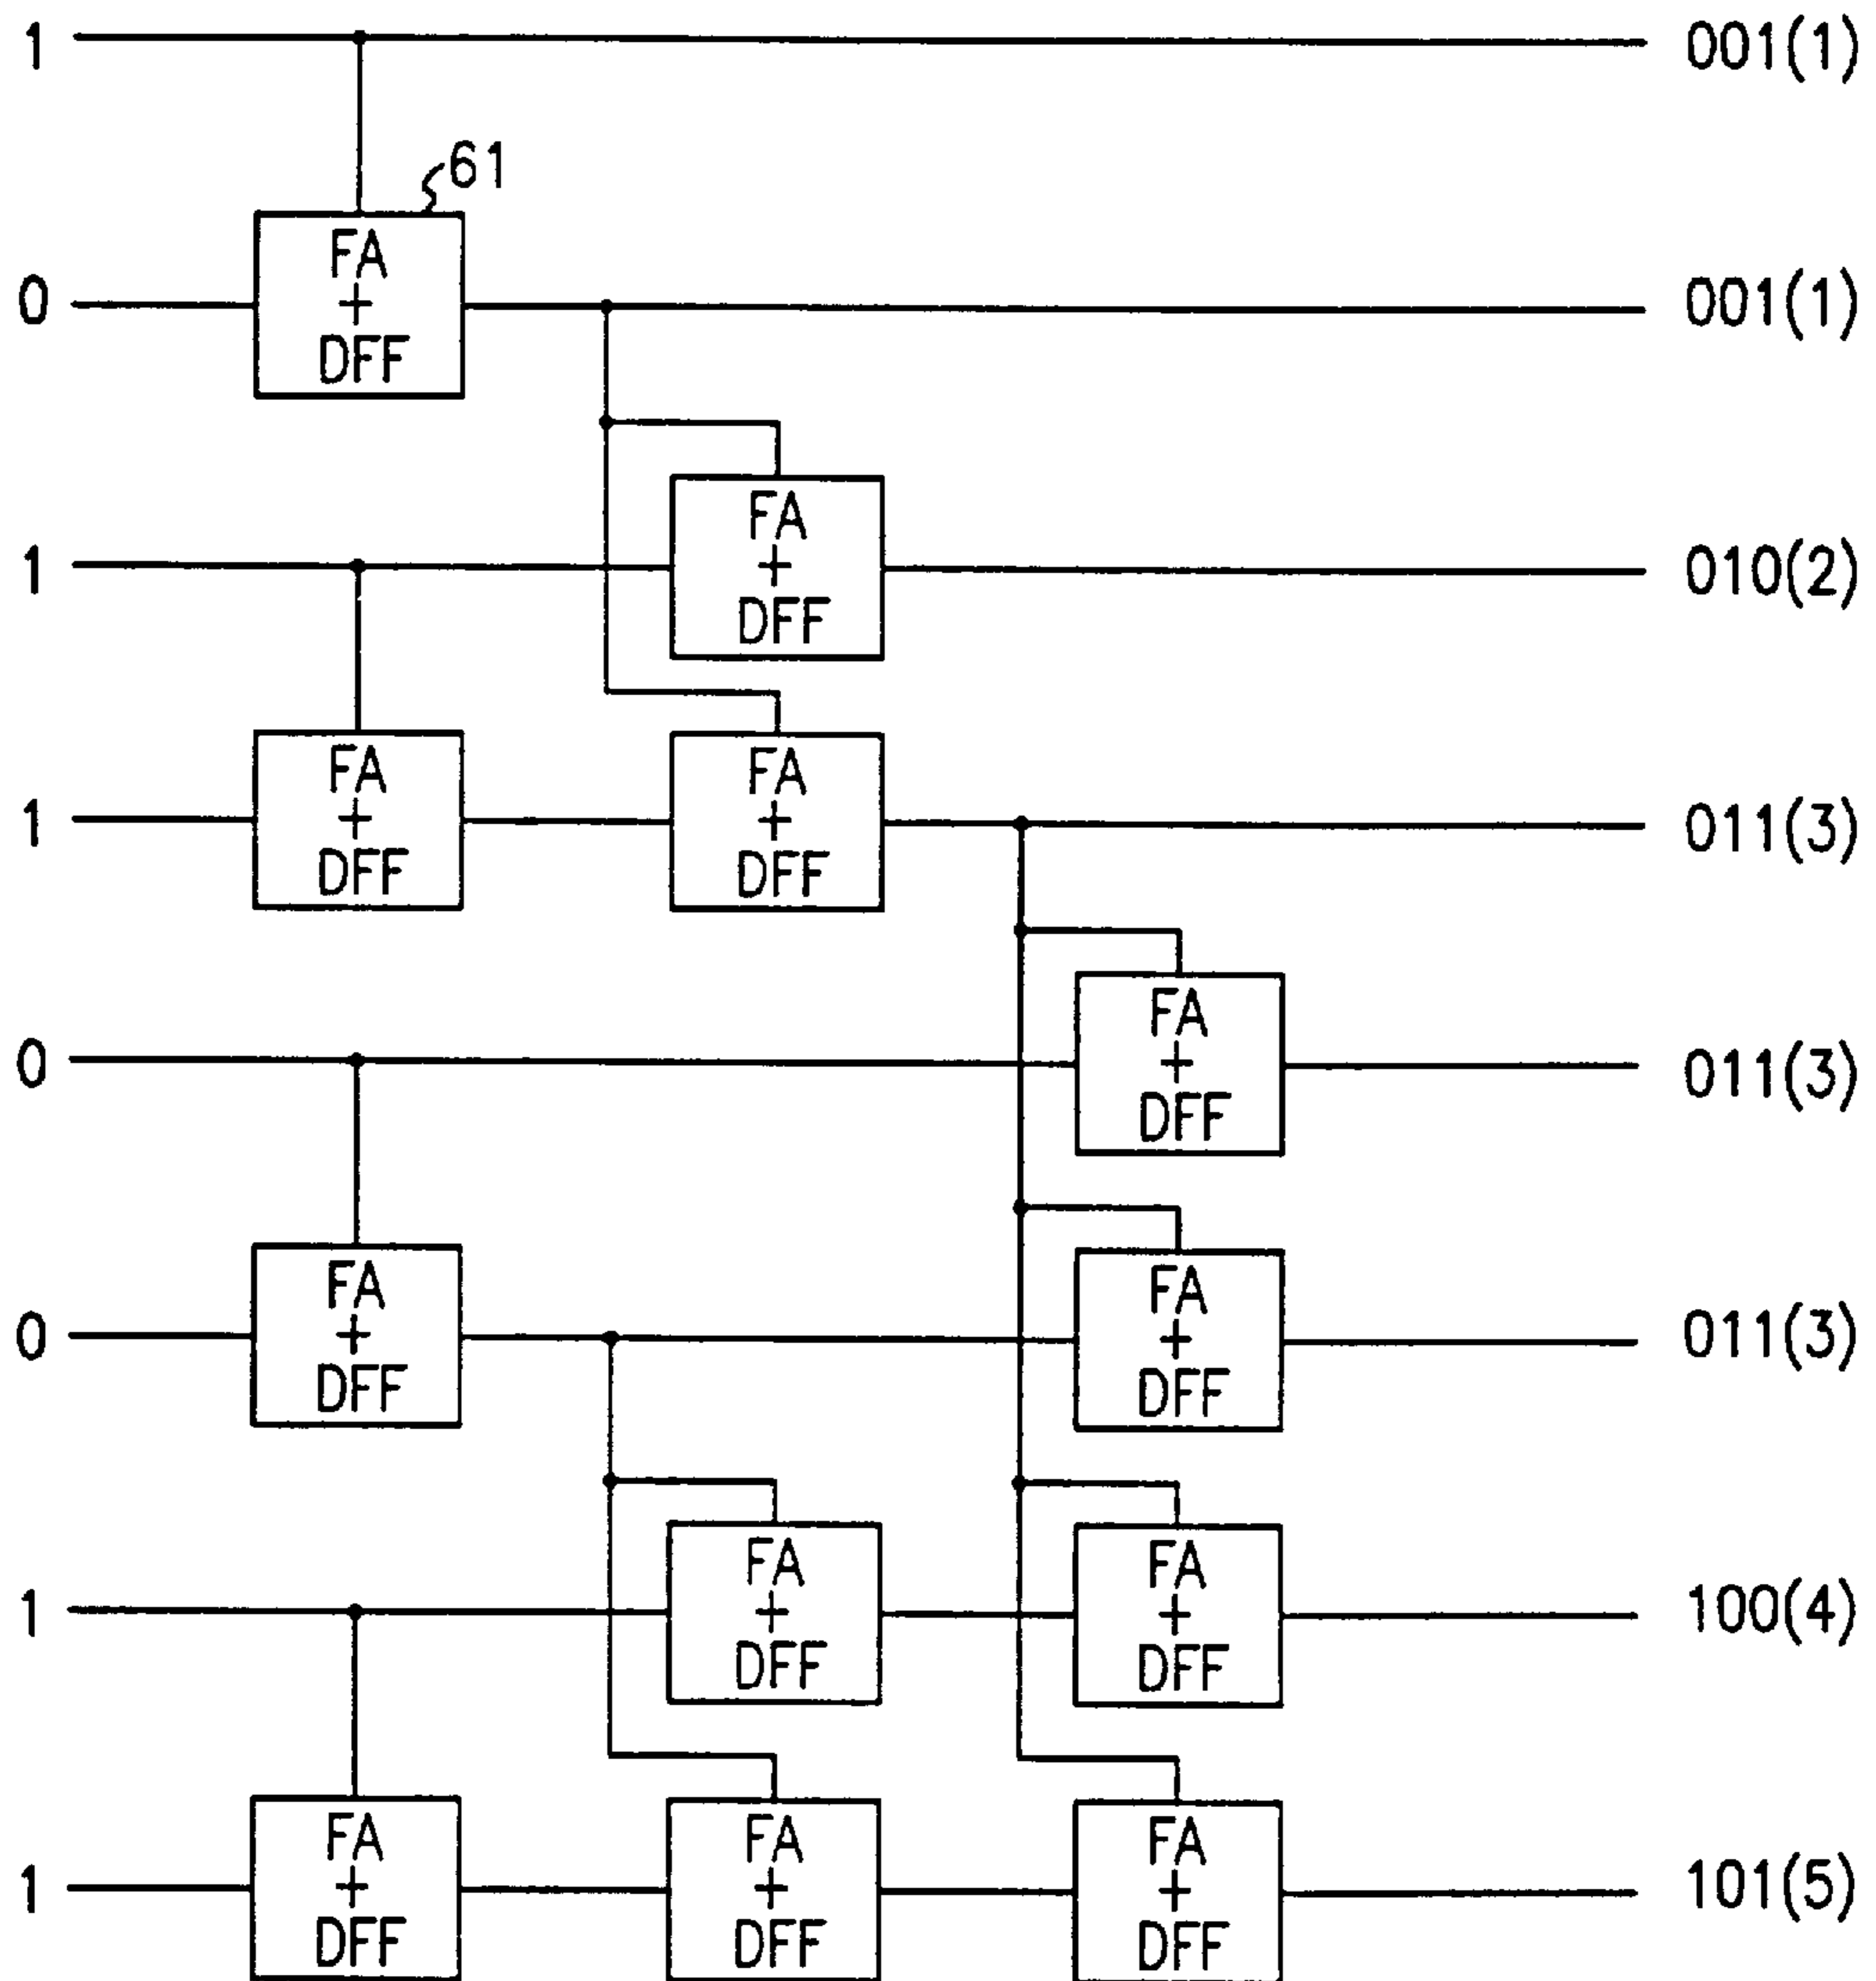 1 001(1)
61
FA
+
DFF
0 001(1)
FA
+
DFF
1 010(2)
FA
+
DFF
FA
+
DFF
1 011(3)
FA
+
DFF
0 011(3)
FA
+
DFF
FA
+
DFF
0 011(3)
FA
+
DFF
FA
+
DFF
1 100(4)
FA
+
DFF
FA
+
DFF
FA
+
DFF
1 101(5)